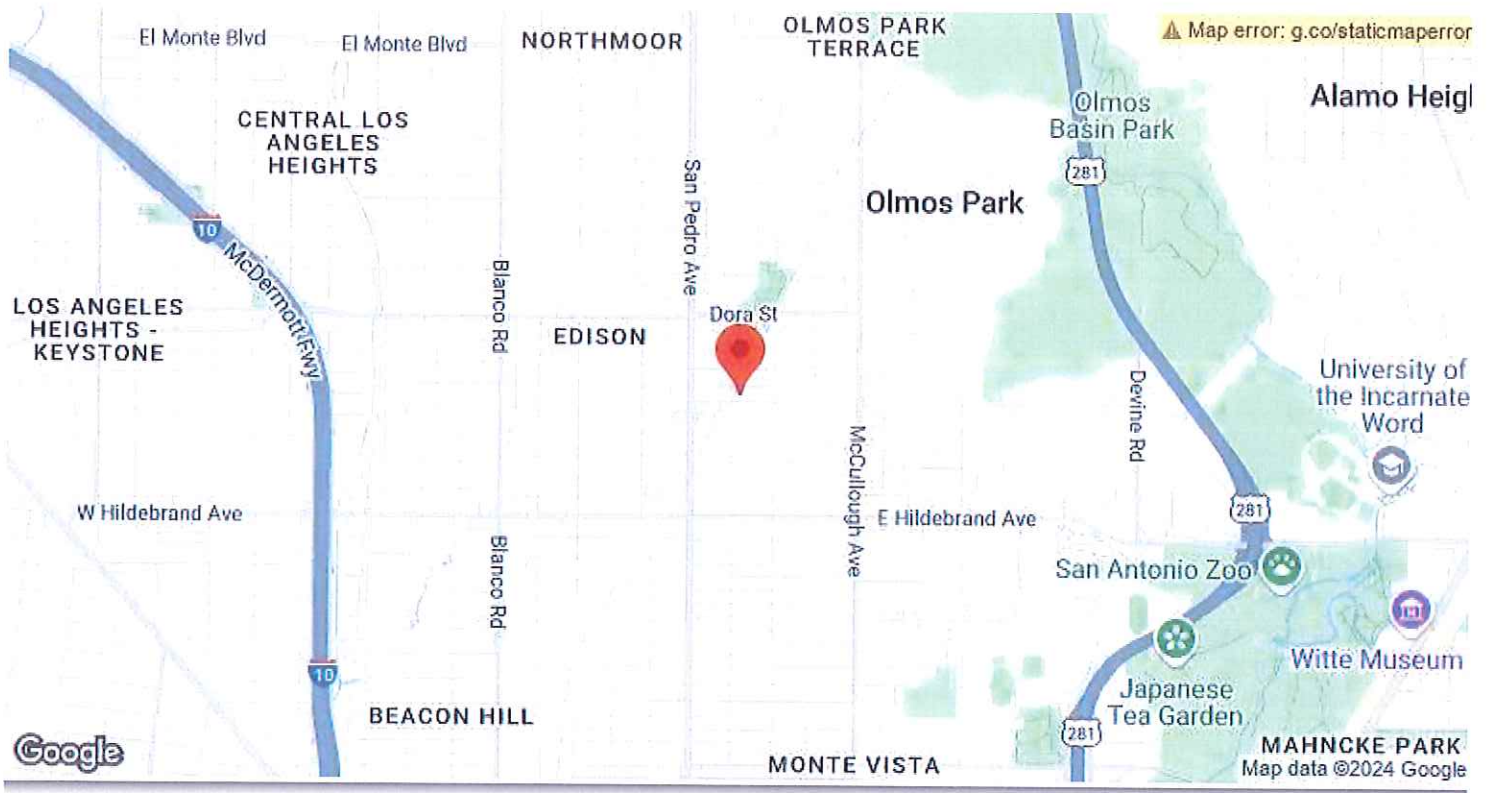 El Monte Blvd
El Monte Blvd
NORTHMOOR
OLMOS PARK
TERRACE
Map error: g.co/staticmaperror
Alamo Heig
CENTRAL LOS
ANGELES
HEIGHTS
Olmos
Basin Park
281
San Pedro Ave
Olmos Park
10
McDermott Fwy
Blanco Rd
LOS ANGELES
HEIGHTS -
KEYSTONE
EDISON
Dora St
University of
the Incarnate
Word
Devine Rd
McCullough Ave
W Hildebrand Ave
E Hildebrand Ave
281
Blanco Rd
San Antonio Zoo
Witte Museum
10
Japanese
Tea Garden
BEACON HILL
281
MONTE VISTA
MAHNCKE PARK
Google
Map data ©2024 Google